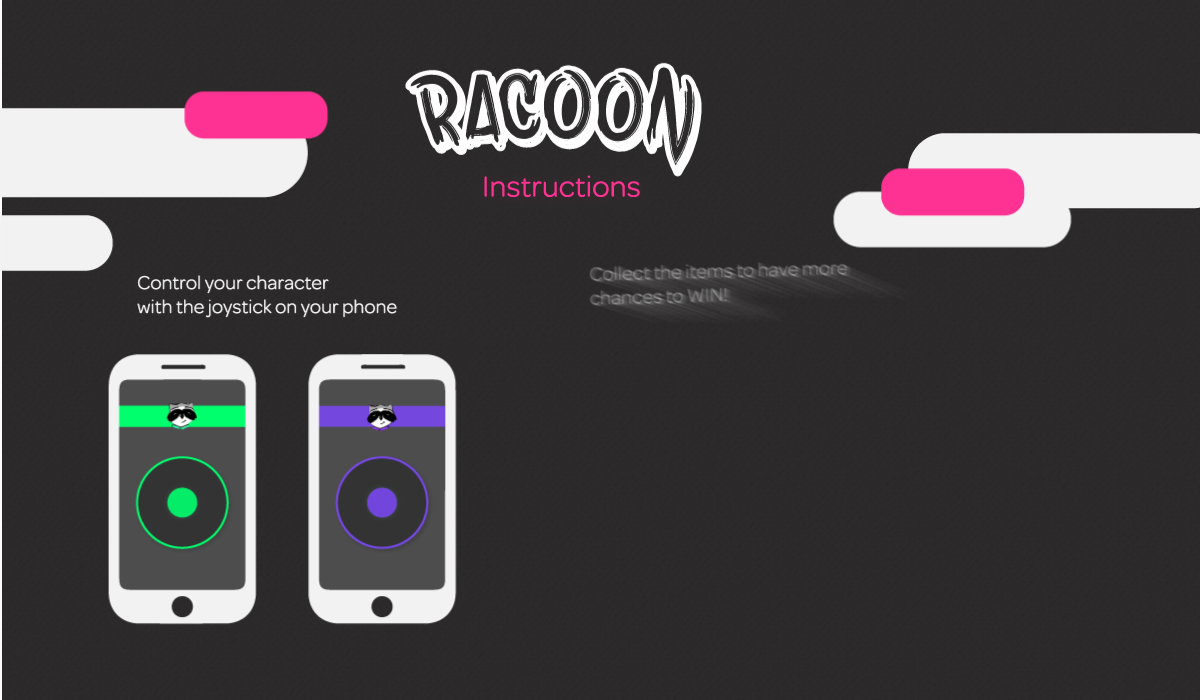 RACOON
Instructions
Control your character
with the joystick on your phone
Collect the items to have more
chances to WIN!